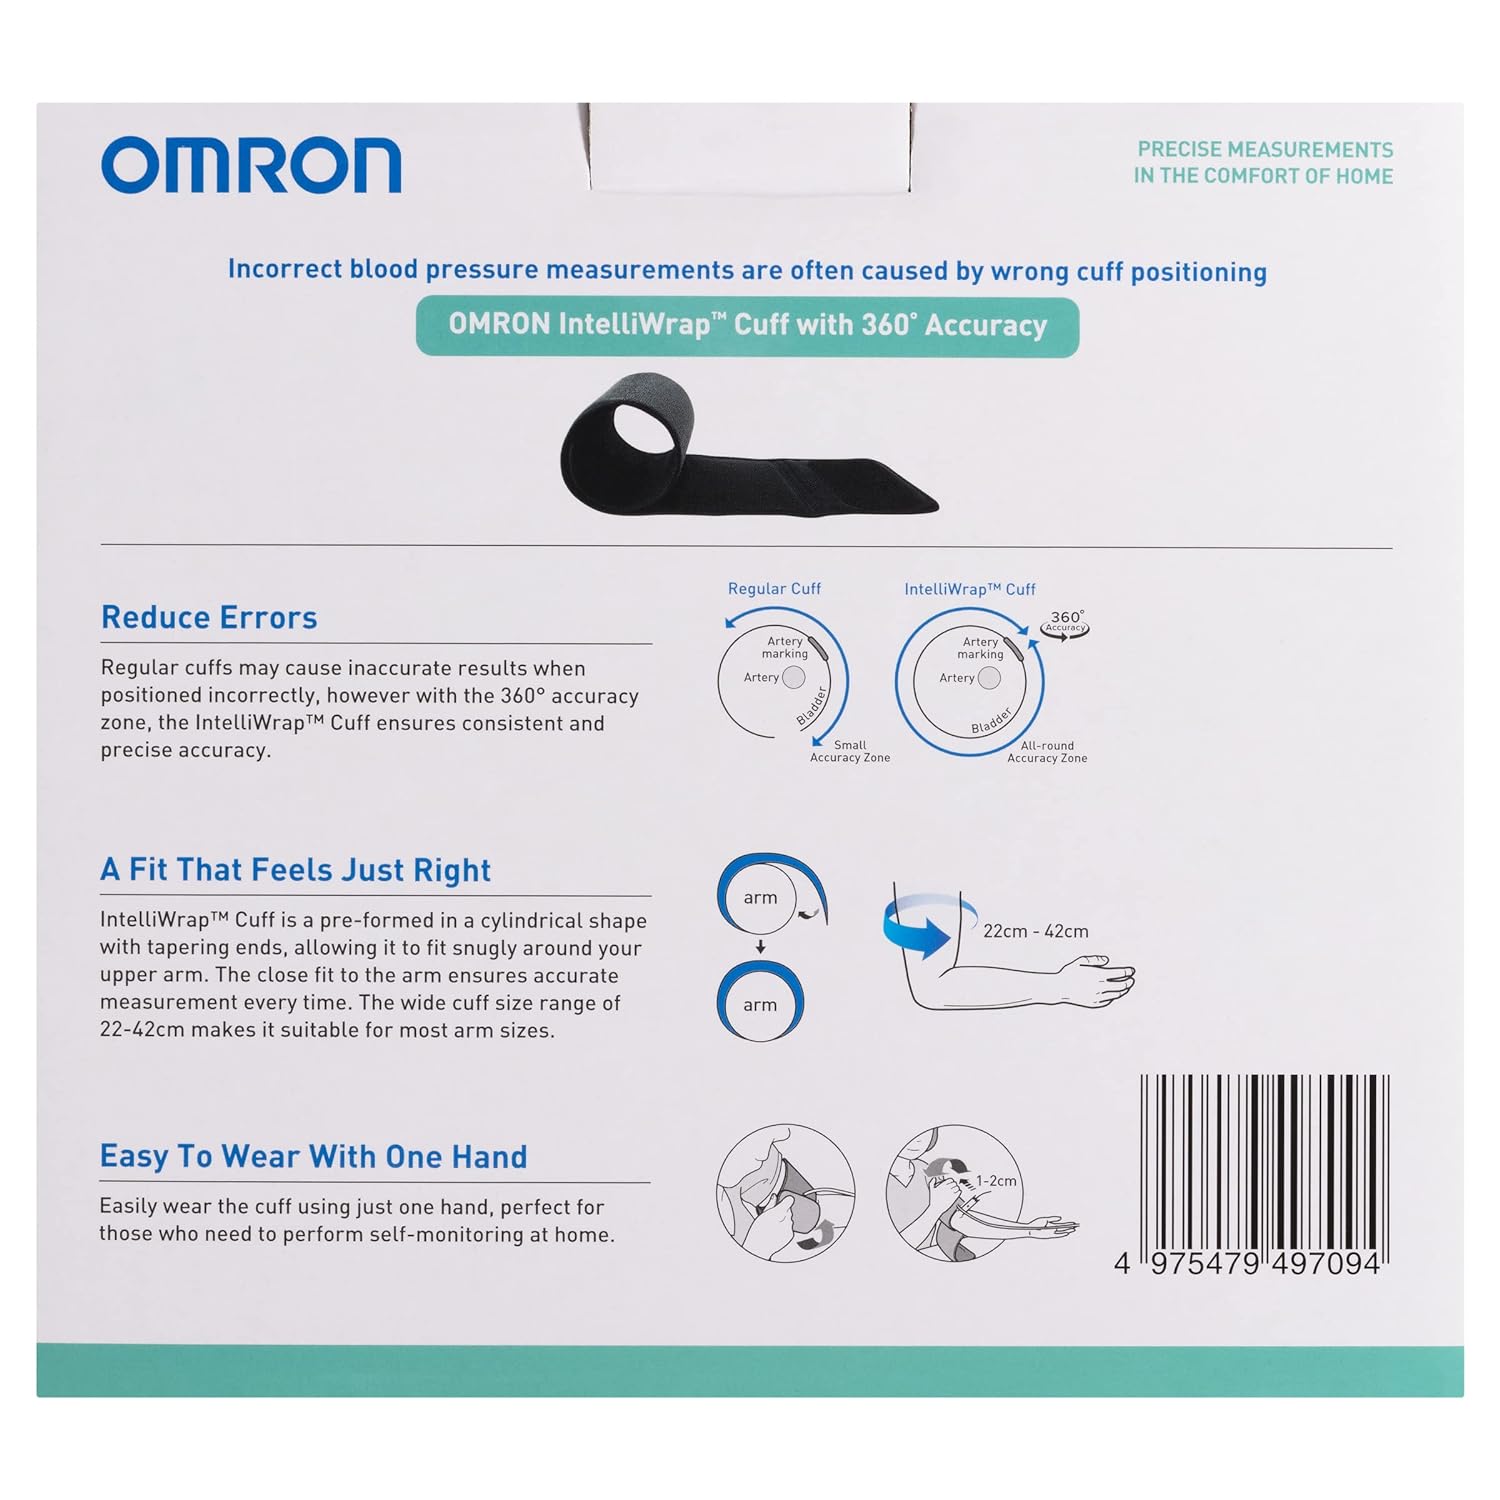 OMRON
PRECISE MEASUREMENTS
IN THE COMFORT OF HOME
Incorrect blood pressure measurements are often caused by wrong cuff positioning
OMRON IntelliWrap™ Cuff with 360° Accuracy
Reduce Errors
Regular cuffs may cause inaccurate results when
positioned incorrectly, however with the 360° accuracy
zone, the IntelliWrap™ Cuff ensures consistent and
precise accuracy.
Regular Cuff
Artery
marking
Artery
Bladder
Small
Accuracy Zone
IntelliWrap™ Cuff
360°
Accuracy
Artery
marking
Artery
Bladder
All-round
Accuracy Zone
A Fit That Feels Just Right
IntelliWrap™ Cuff is a pre-formed in a cylindrical shape
with tapering ends, allowing it to fit snugly around your
upper arm. The close fit to the arm ensures accurate
measurement every time. The wide cuff size range of
22-42cm makes it suitable for most arm sizes.
arm
arm
22cm - 42cm
Easy To Wear With One Hand
Easily wear the cuff using just one hand, perfect for
those who need to perform self-monitoring at home.
1-2cm
4 975479 497094